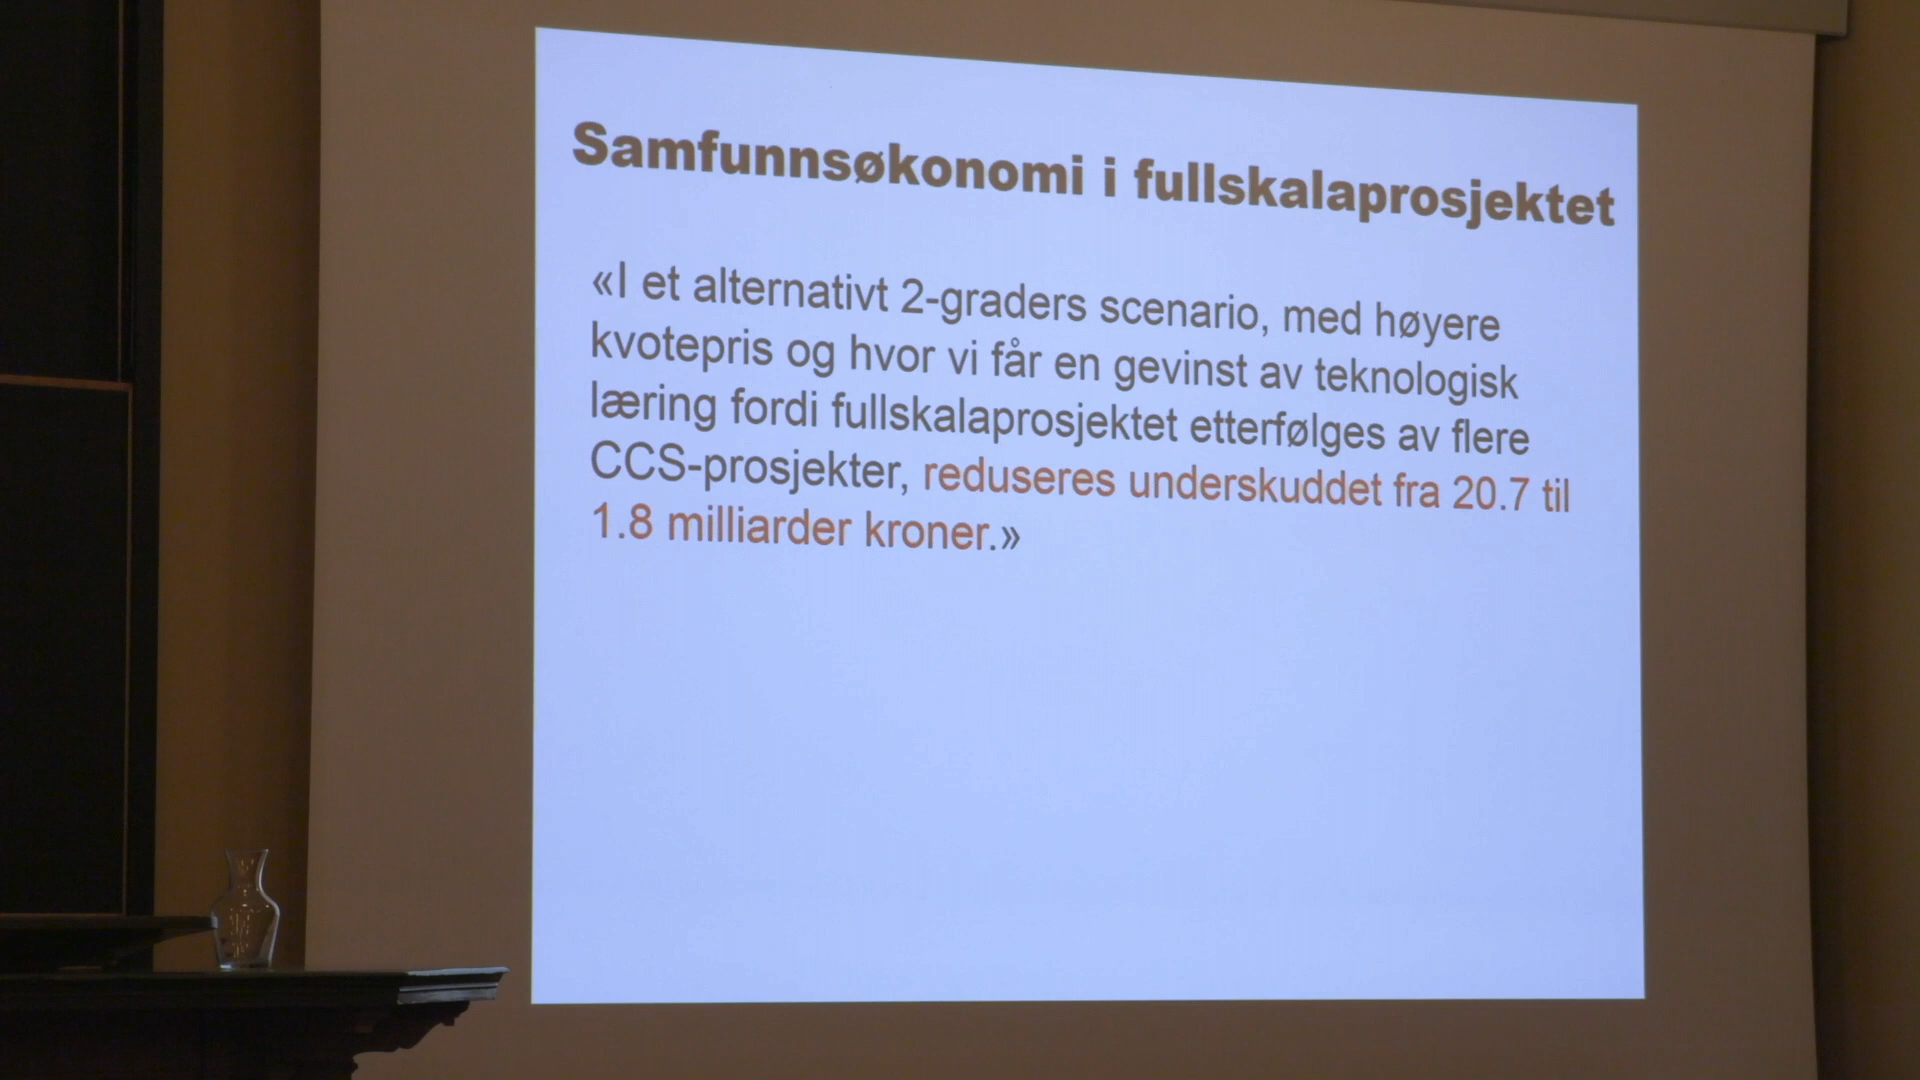 Samfunnsøkonomi i fullskalaprosjektet
«I et alternativt 2-graders scenario, med høyere
kvotepris og hvor vi får en gevinst av teknologisk
læring fordi fullskalaprosjektet etterfølges av flere
CCS-prosjekter, reduseres underskuddet fra 20.7 til
1.8 milliarder kroner.»